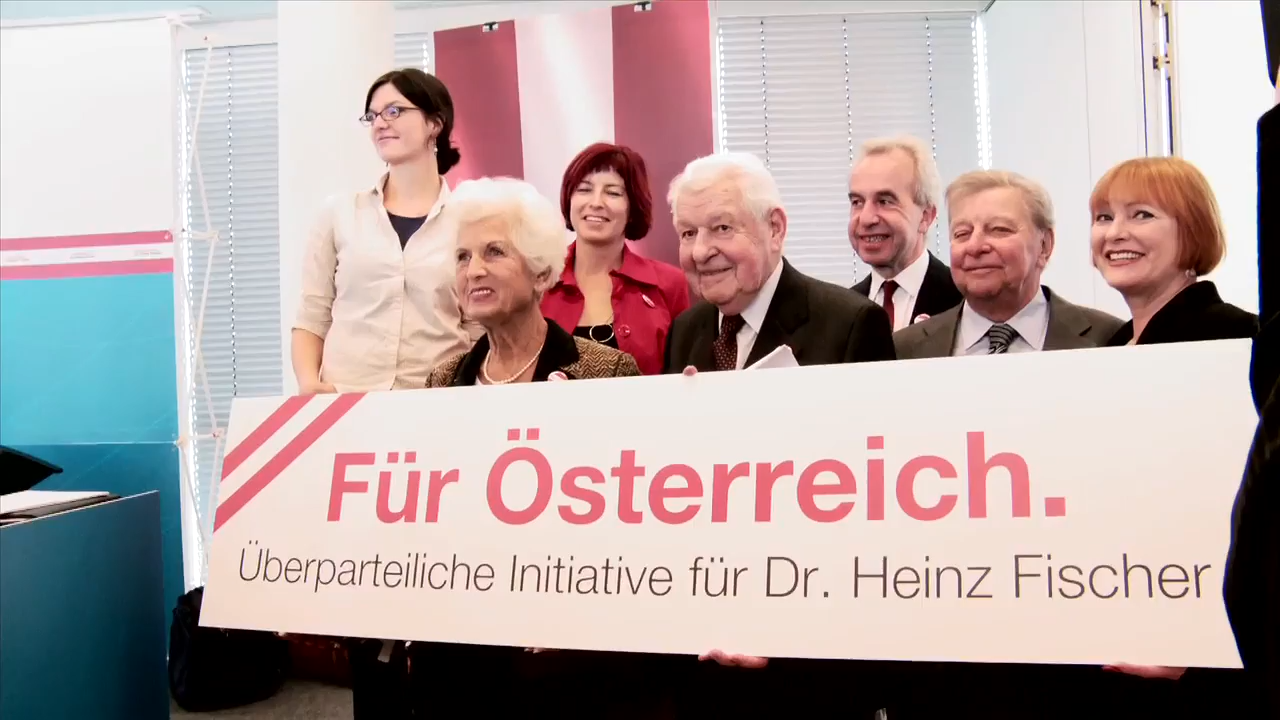 Für Österreich.
Überparteiliche Initiative für Dr. Heinz Fischer